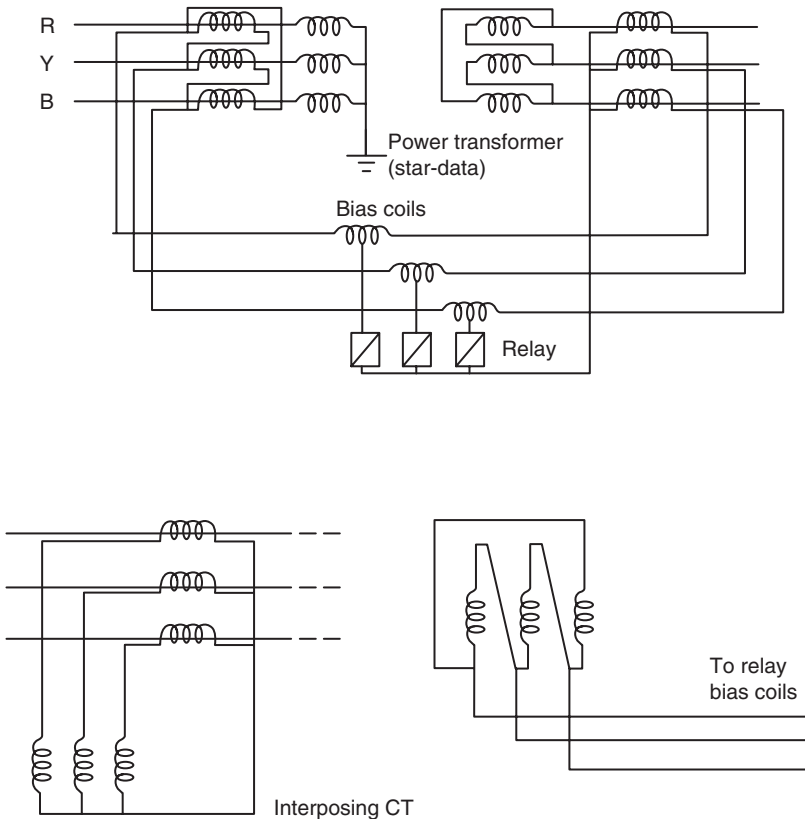 R
Y
B
Power transformer
(star-data)
Bias coils
Relay
To relay
bias coils
Interposing CT